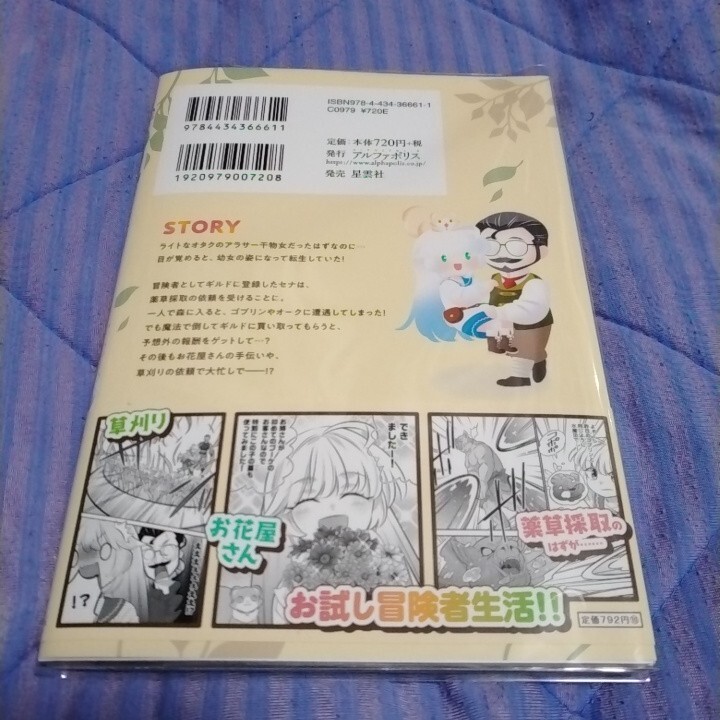 9784434366611
1920979007208
ISBN978-4-434-36661-1
C0979 ¥720E
定価:本体720円+税
発行 アルファポリス
https://www.alphapolis.co.jp/
発売 星雲社
STORY
ライトなオタクのアラサー干物女だったはずなのに…
目が覚めると、幼女の姿になって転生していた!
冒険者としてギルドに登録したセナは、
薬草採取の依頼を受けることに。
一人で森に入ると、ゴブリンやオークに遭遇してしまった!
でも魔法で倒してギルドに買い取ってもらうと、
予想外の報酬をゲットして…?
その後もお花屋さんの手伝いや、
草刈りの依頼で大忙しで――!?
草刈り
!?
でき
ました!
お花屋
さん
薬草採取の
はずが……
お試し冒険者生活!!
定価792円⑩